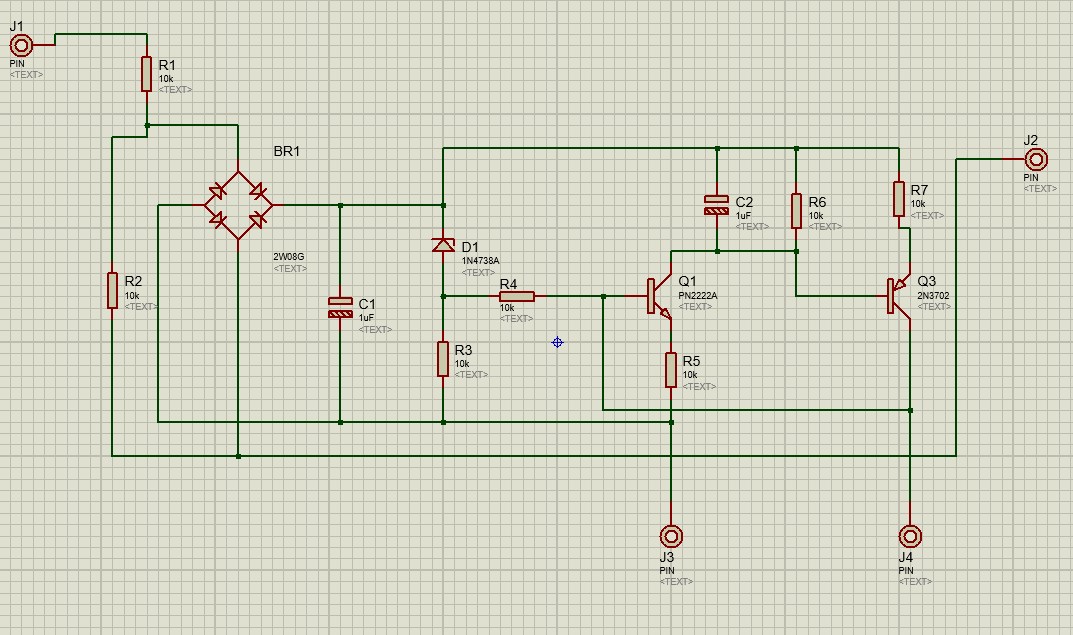 J1
PIN
<TEXT>
R1
10k
<TEXT>
BR1
2W08G
<TEXT>
R2
10k
<TEXT>
C1
1uF
<TEXT>
D1
1N4738A
<TEXT>
R4
10k
<TEXT>
R3
10k
<TEXT>
C2
1uF
<TEXT>
R6
10k
<TEXT>
R7
10k
<TEXT>
J2
PIN
<TEXT>
Q1
PN2222A
<TEXT>
Q3
2N3702
<TEXT>
R5
10k
<TEXT>
J3
PIN
<TEXT>
J4
PIN
<TEXT>